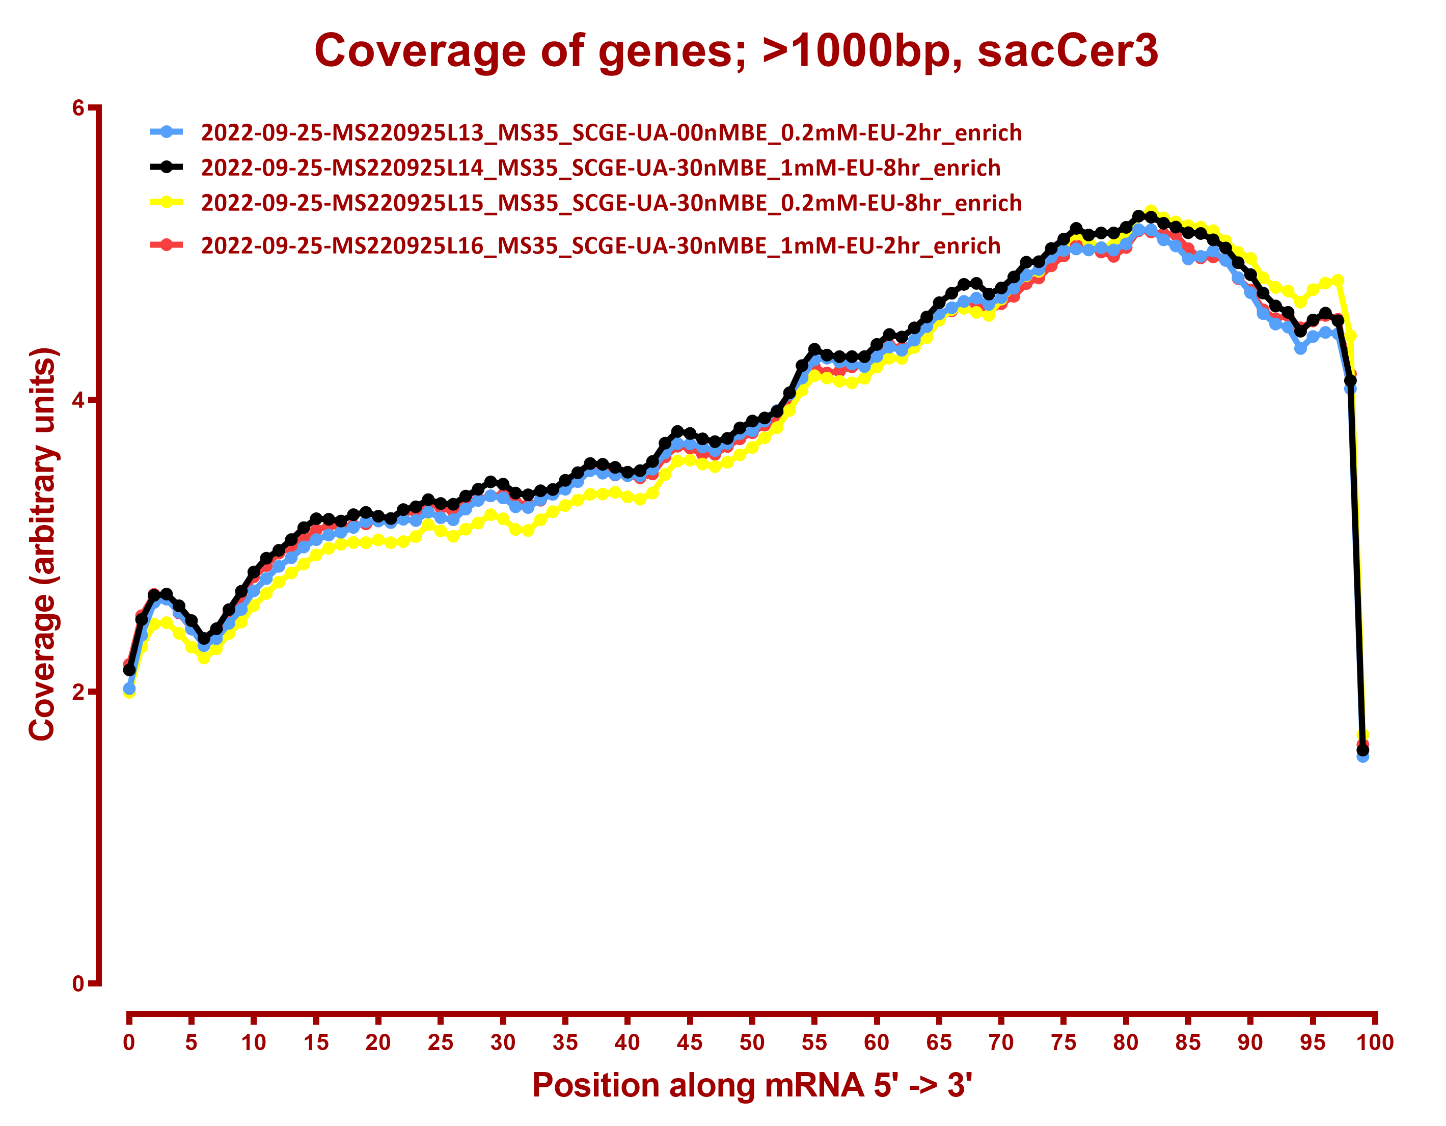 Coverage of genes; >1000bp, sacCer3
6
2022-09-25-MS220925L13_MS35_SCGE-UA-00nMBE_0.2mM-EU-2hr_enrich
2022-09-25-MS220925L14_MS35_SCGE-UA-30nMBE_1mM-EU-8hr_enrich
2022-09-25-MS220925L15_MS35_SCGE-UA-30nMBE_0.2mM-EU-8hr_enrich
2022-09-25-MS220925L16_MS35_SCGE-UA-30nMBE_1mM-EU-2hr_enrich
Coverage (arbitrary units)
4
2
0
0 5 10 15 20 25 30 35 40 45 50 55 60 65 70 75 80 85 90 95 100
Position along mRNA 5' -> 3'